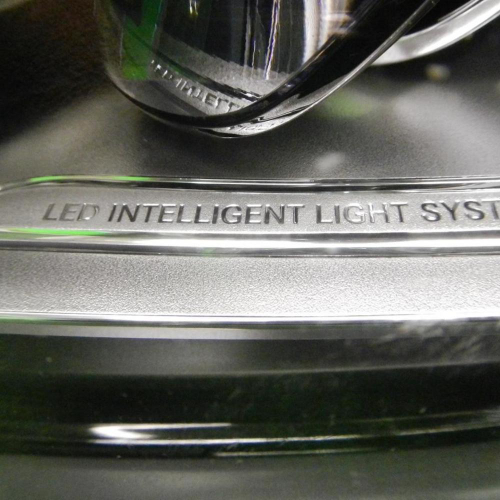 LED INTELLIGENT LIGHT SYST